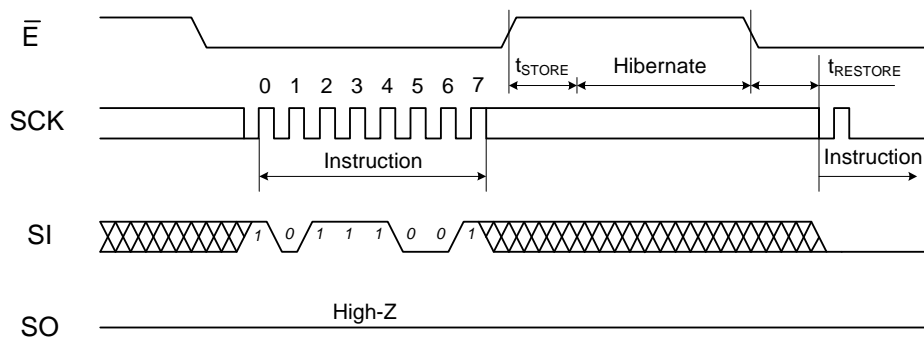 E̅
t_STORE Hibernate t_RESTORE
0 1 2 3 4 5 6 7
SCK
Instruction Instruction
SI
1 0 1 1 1 0 0 1
High-Z
SO